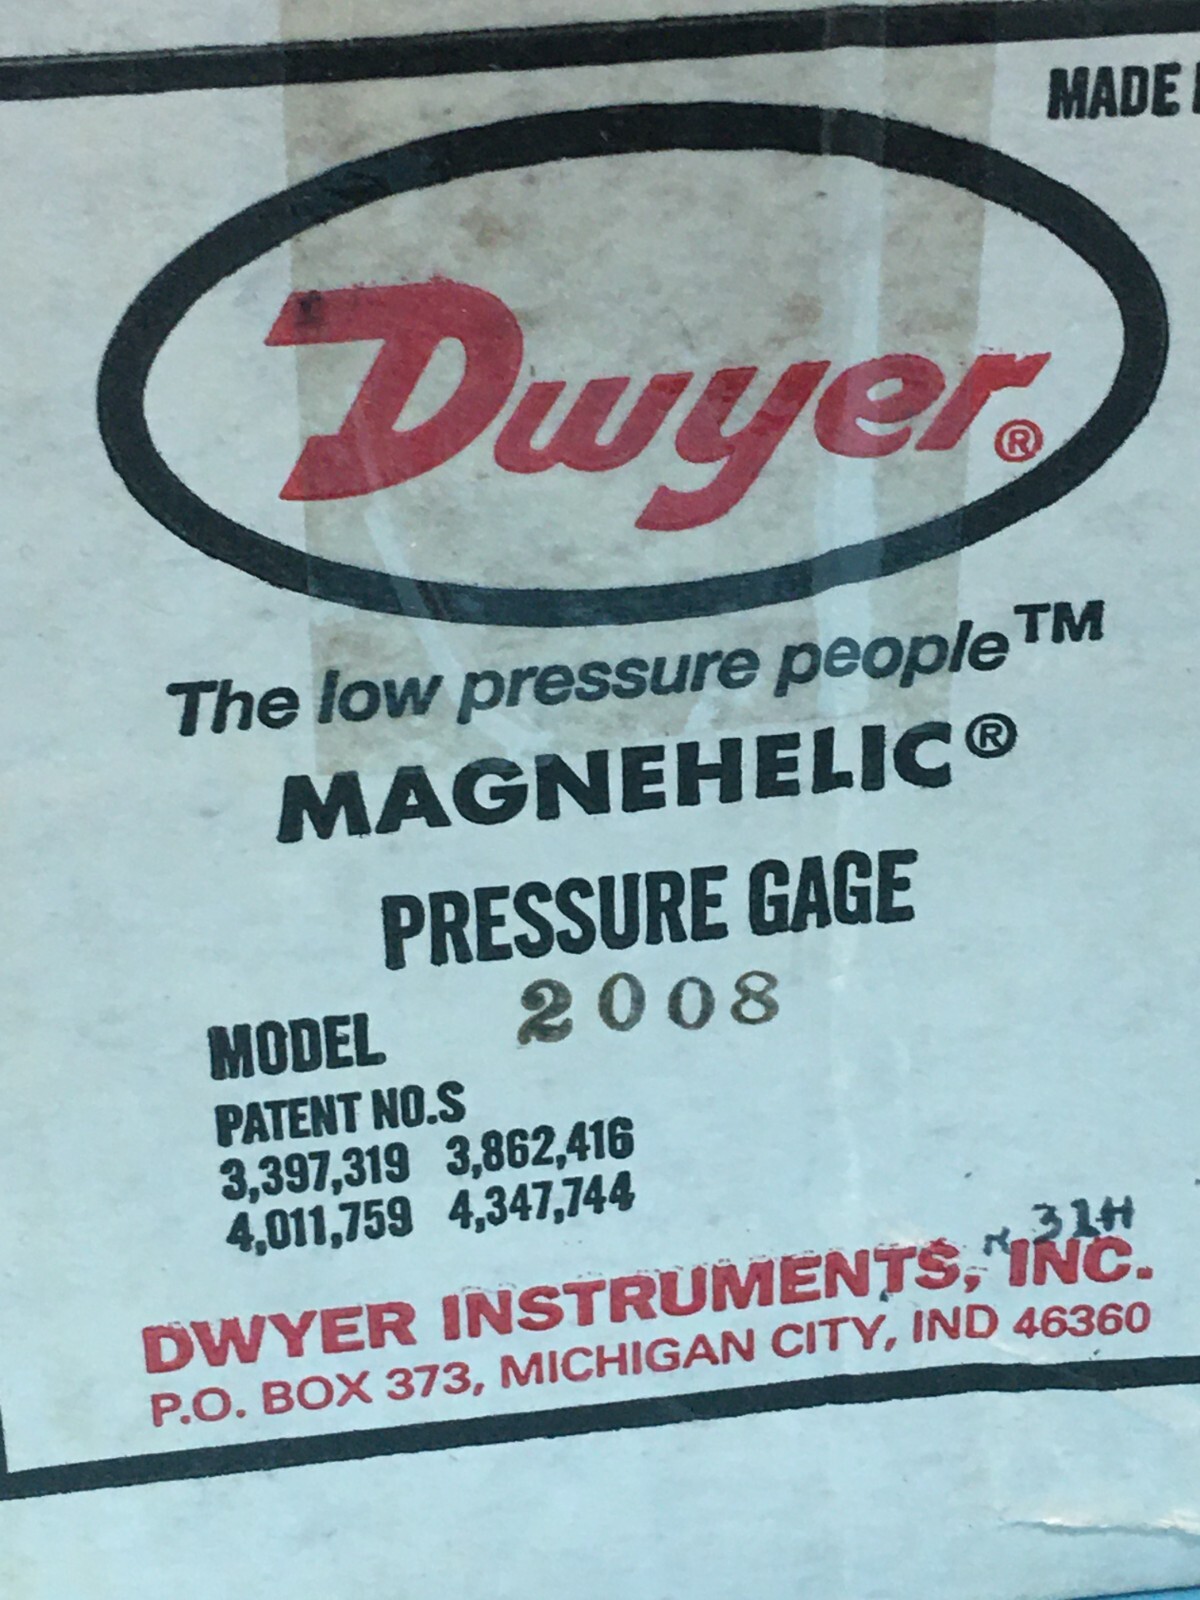 MADE
Dwyer®
The low pressure people™
MAGNEHELIC®
PRESSURE GAGE
2008
MODEL
PATENT NO.S
3,397,319 3,862,416
4,011,759 4,347,744
31H
DWYER INSTRUMENTS, INC.
P.O. BOX 373, MICHIGAN CITY, IND 46360